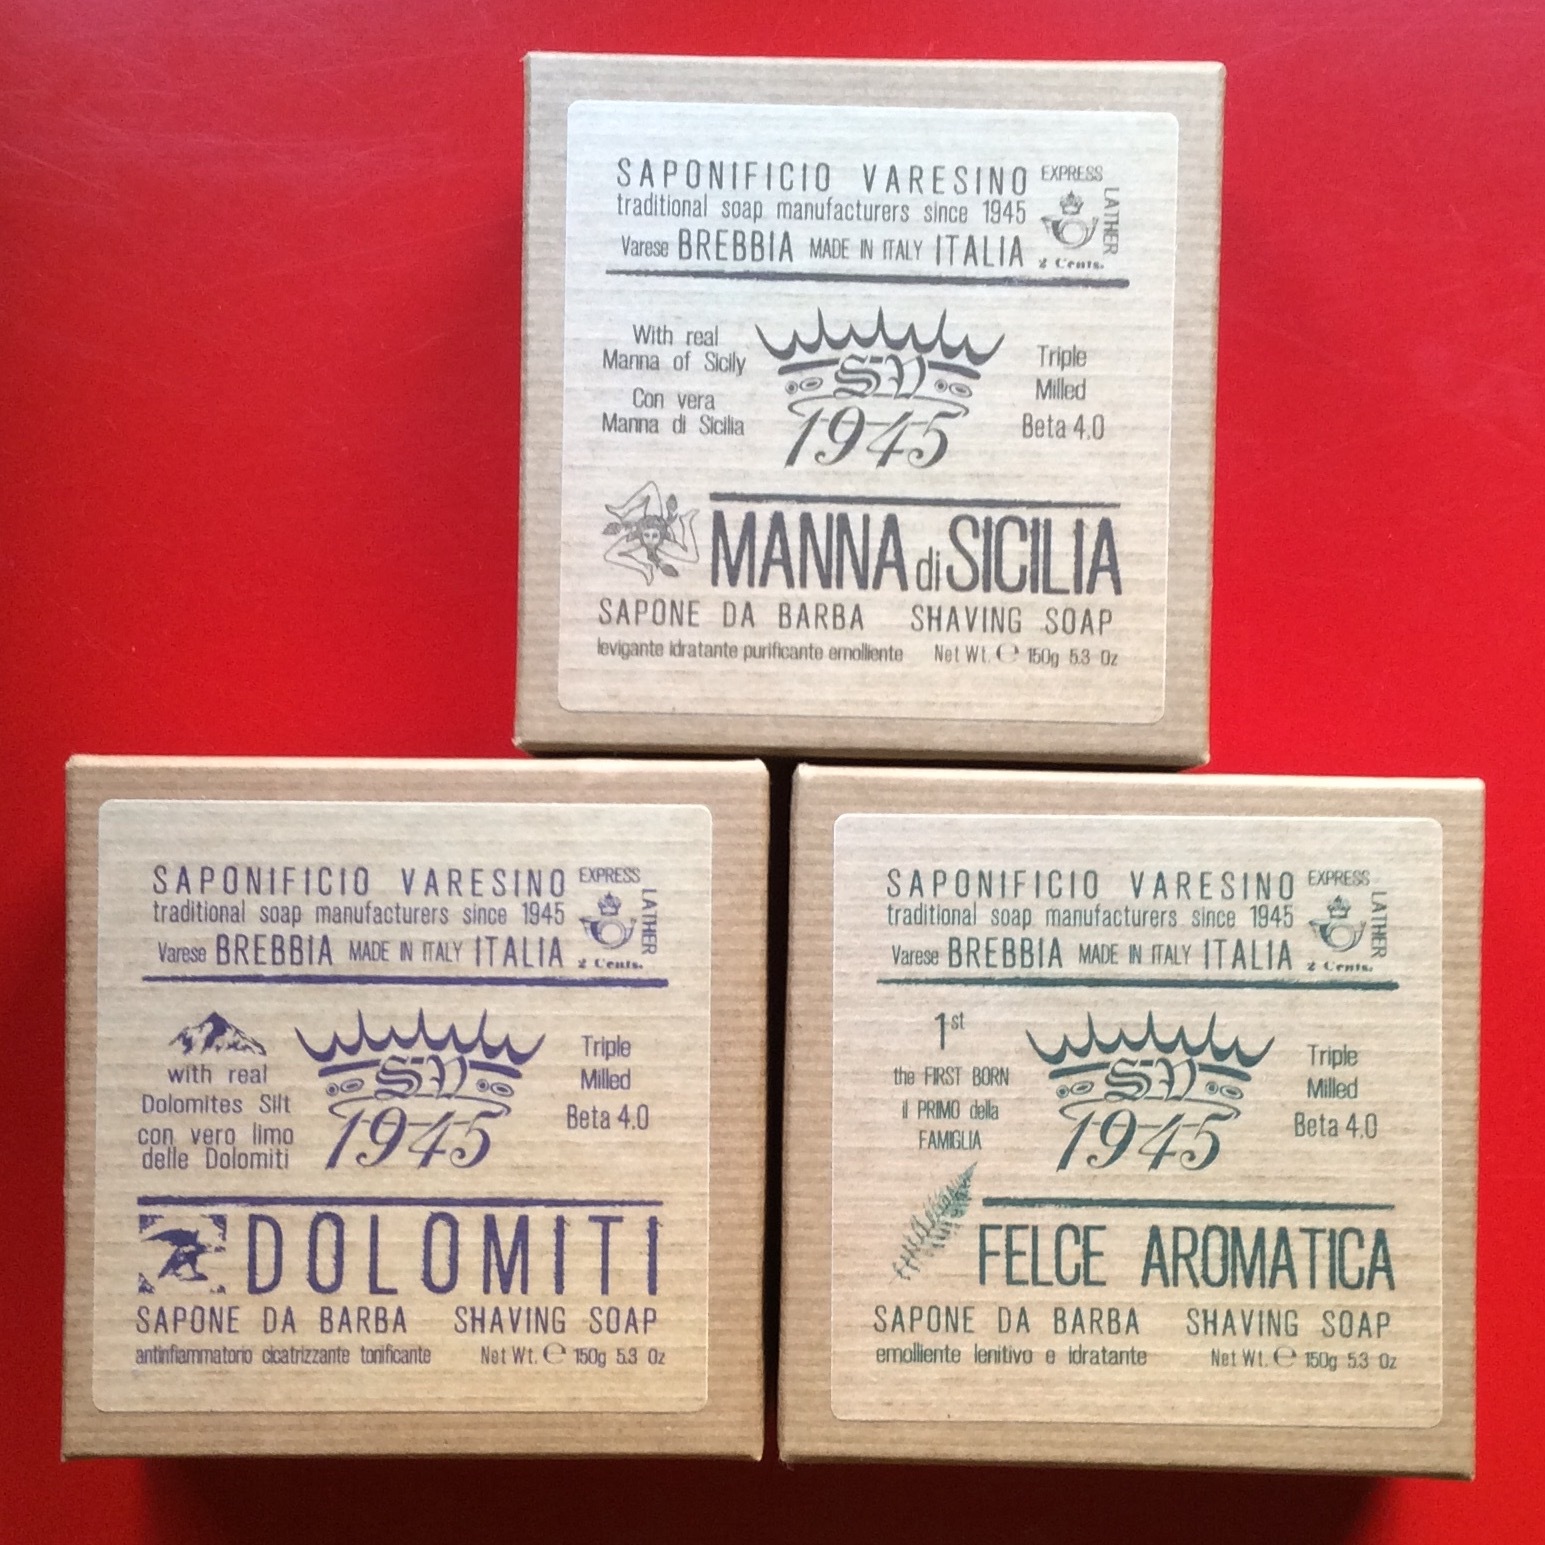 SAPONIFICIO VARESINO
traditional soap manufacturers since 1945
Varese BREBBIA MADE IN ITALY ITALIA
EXPRESS
LATHER
2 Cents.
With real
Manna of Sicily
Con vera
Manna di Sicilia
SV
1945
Triple
Milled
Beta 4.0
MANNA di SICILIA
SAPONE DA BARBA SHAVING SOAP
levigante idratante purificante emolliente Net Wt. ℮ 150g 5.3 Oz
SAPONIFICIO VARESINO
traditional soap manufacturers since 1945
Varese BREBBIA MADE IN ITALY ITALIA
EXPRESS
LATHER
2 Cents.
with real
Dolomites Silt
con vero limo
delle Dolomiti
SV
1945
Triple
Milled
Beta 4.0
DOLOMITI
SAPONE DA BARBA SHAVING SOAP
antinfiammatorio cicatrizzante tonificante Net Wt. ℮ 150g 5.3 Oz
SAPONIFICIO VARESINO
traditional soap manufacturers since 1945
Varese BREBBIA MADE IN ITALY ITALIA
EXPRESS
LATHER
2 Cents.
1st
the FIRST BORN
il PRIMO della
FAMIGLIA
SV
1945
Triple
Milled
Beta 4.0
FELCE AROMATICA
SAPONE DA BARBA SHAVING SOAP
emolliente lenitivo e idratante Net Wt. ℮ 150g 5.3 Oz